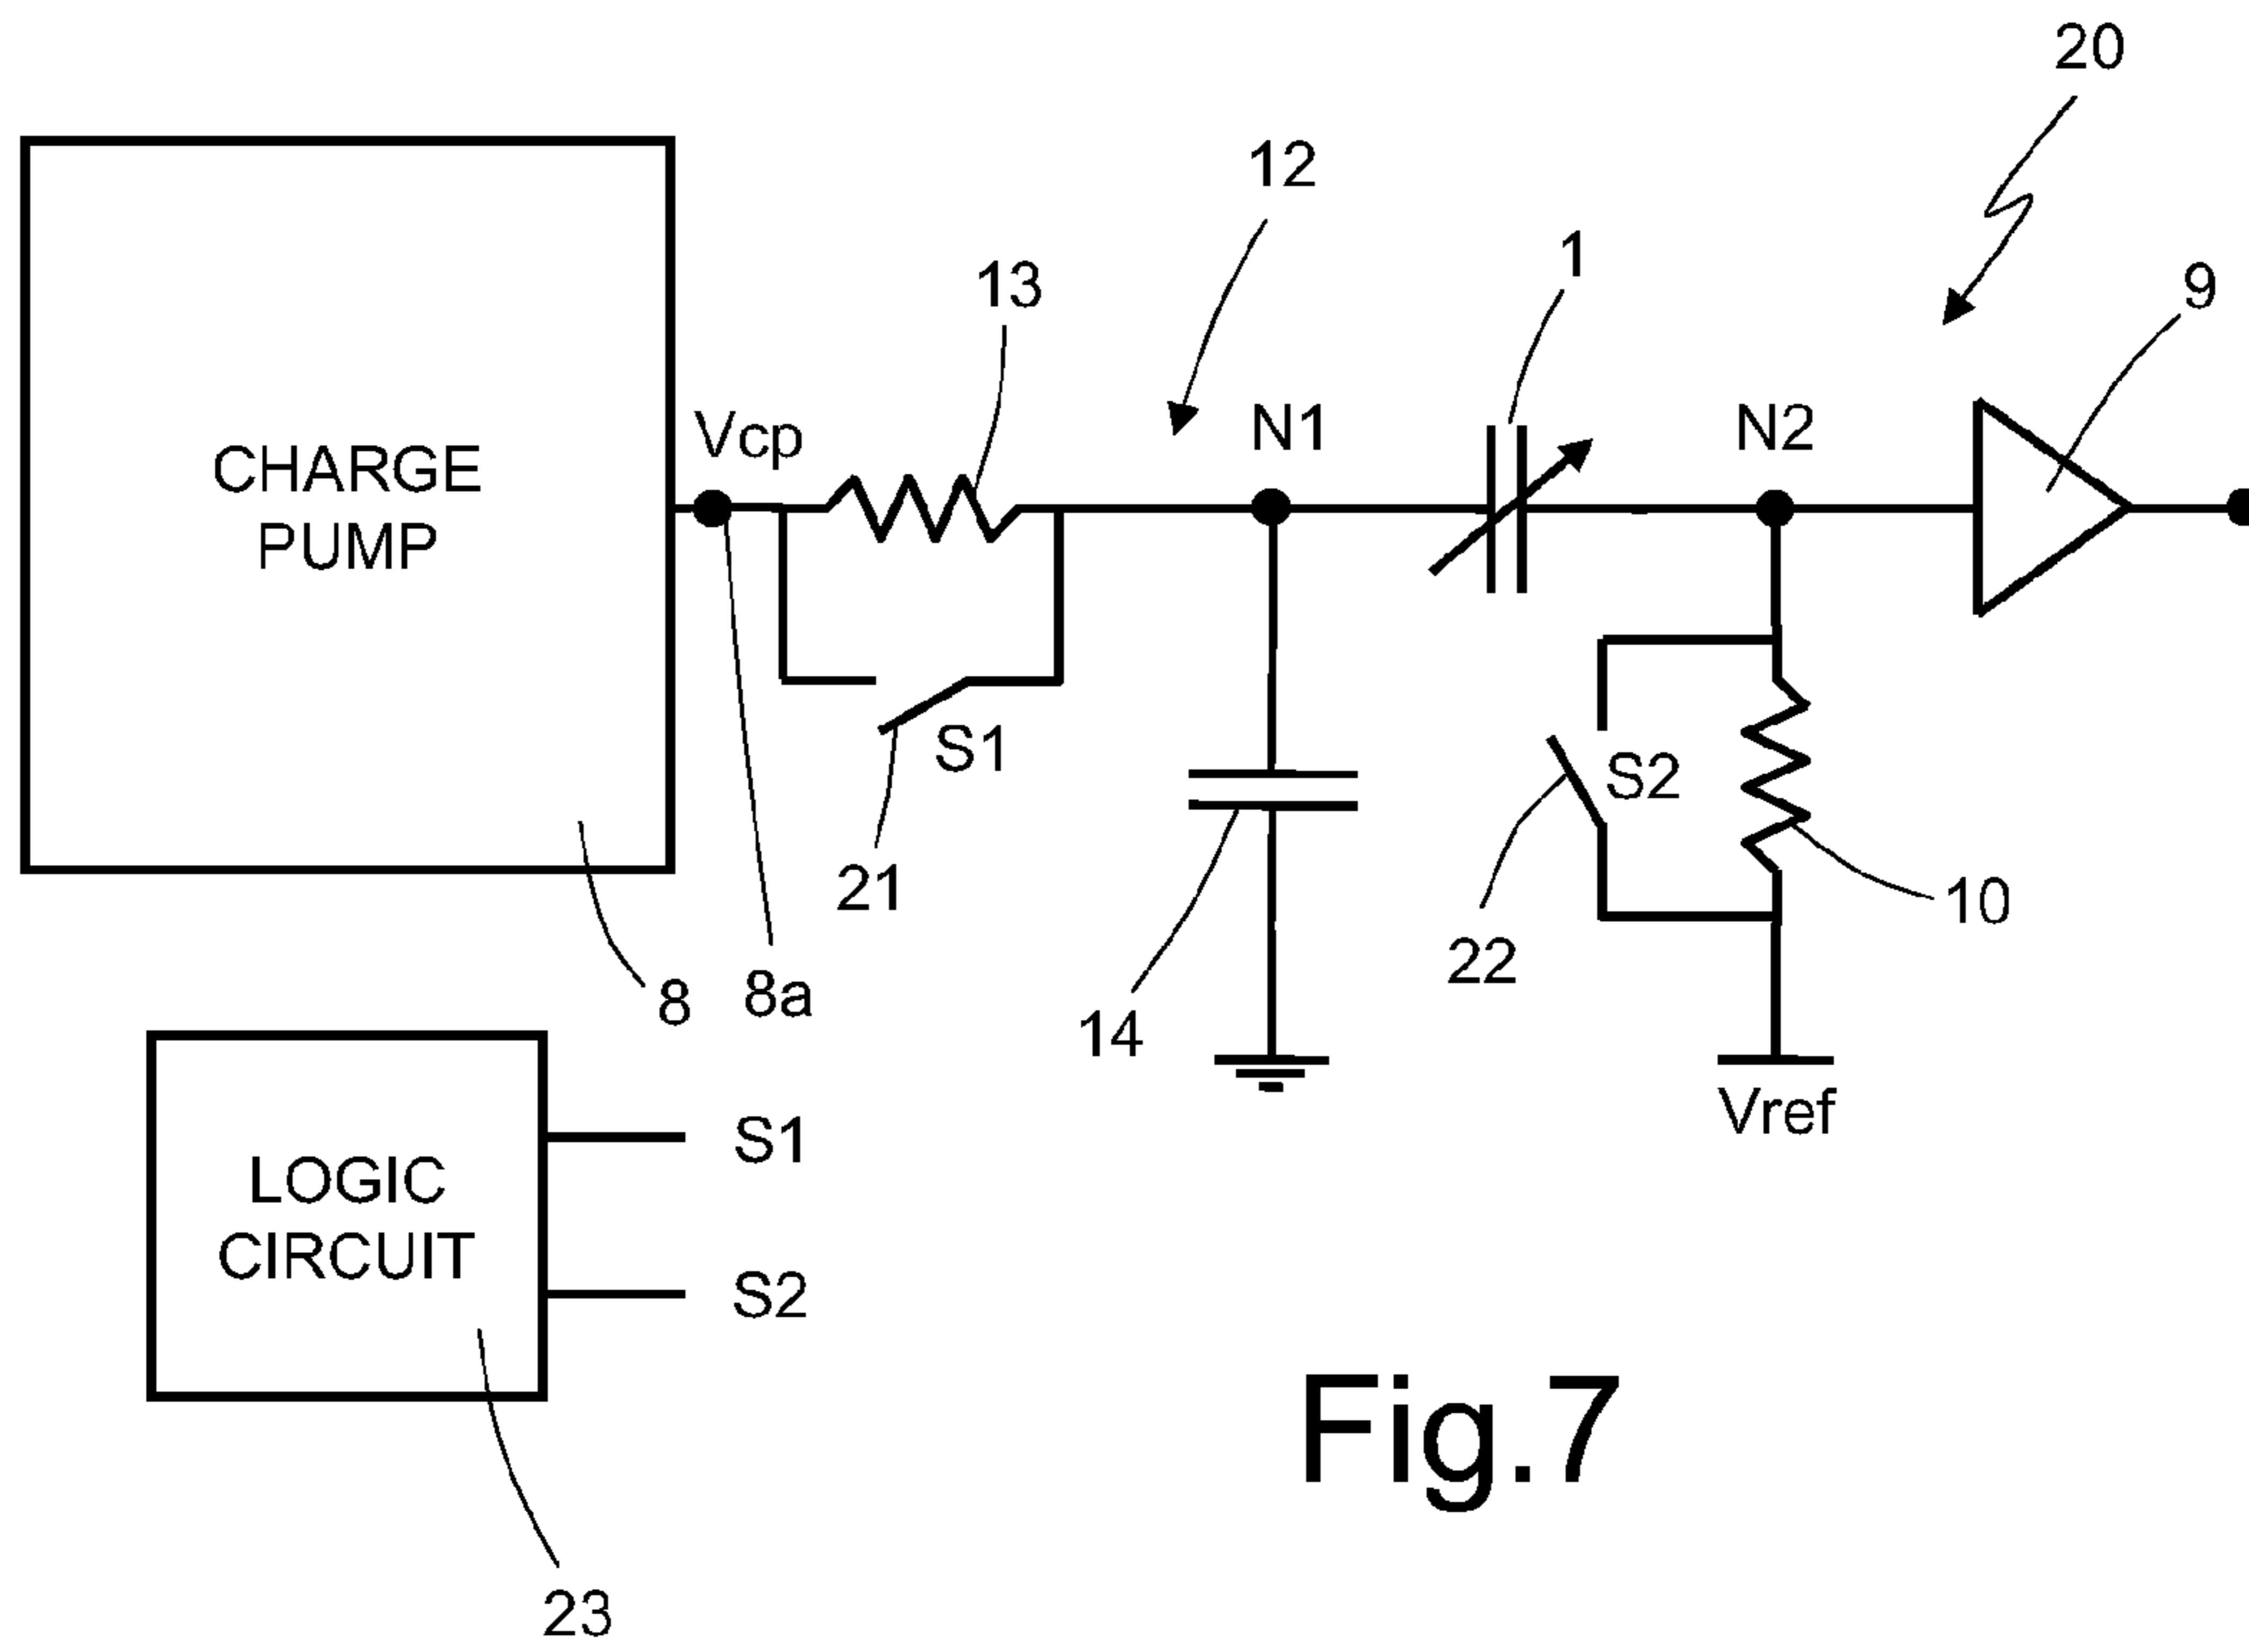 20
12
1
13
9
CHARGE
PUMP
Vcp
N1
N2
S1
S2
21
10
22
8
8a
14
Vref
LOGIC
CIRCUIT
S1
S2
23
Fig.7